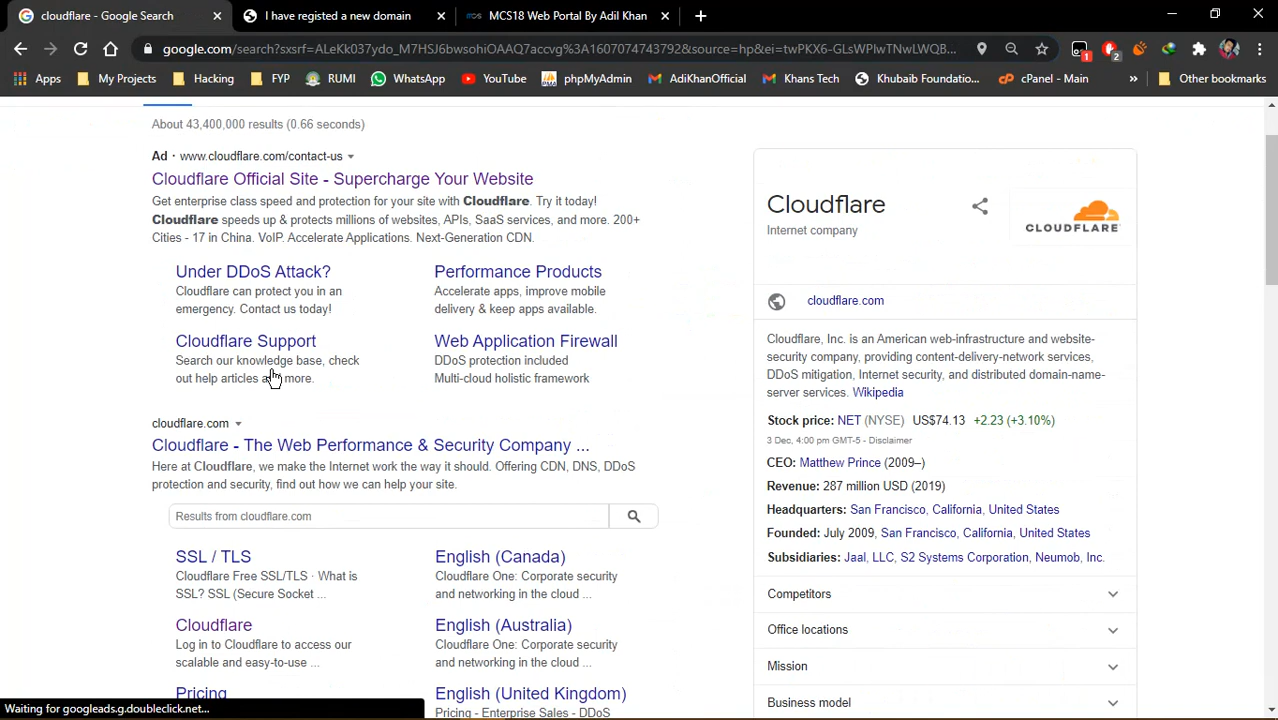 cloudflare - Google Search
I have registed a new domain
MCS18 Web Portal By Adil Khan
google.com/search?sxsrf=ALeKk037ydo_M7HSJ6bwsohiOAAQ7accvg%3A1607074743792&source=hp&ei=twPKX6-GLsWPlwTNwLWQB...
1
2
Apps
My Projects
Hacking
FYP
RUMI
WhatsApp
YouTube
phpMyAdmin
AdiKhanOfficial
Khans Tech
Khubaib Foundatio...
cPanel - Main
»
Other bookmarks
About 43,400,000 results (0.66 seconds)
Ad · www.cloudflare.com/contact-us
Cloudflare Official Site - Supercharge Your Website
Get enterprise class speed and protection for your site with Cloudflare. Try it today!
Cloudflare speeds up & protects millions of websites, APIs, SaaS services, and more. 200+
Cities - 17 in China. VoIP. Accelerate Applications. Next-Generation CDN.
Under DDoS Attack?
Cloudflare can protect you in an
emergency. Contact us today!
Performance Products
Accelerate apps, improve mobile
delivery & keep apps available.
Cloudflare Support
Search our knowledge base, check
out help articles more.
Web Application Firewall
DDoS protection included
Multi-cloud holistic framework
cloudflare.com
Cloudflare - The Web Performance & Security Company ...
Here at Cloudflare, we make the Internet work the way it should. Offering CDN, DNS, DDoS
protection and security, find out how we can help your site.
Results from cloudflare.com
SSL / TLS
Cloudflare Free SSL/TLS · What is
SSL? SSL (Secure Socket ...
English (Canada)
Cloudflare One: Corporate security
and networking in the cloud ...
Cloudflare
Log in to Cloudflare to access our
scalable and easy-to-use ...
English (Australia)
Cloudflare One: Corporate security
and networking in the cloud ...
Pricing
English (United Kingdom)
Pricing - Enterprise Sales - DDoS
Cloudflare
Internet company
CLOUDFLARE
cloudflare.com
Cloudflare, Inc. is an American web-infrastructure and website-
security company, providing content-delivery-network services,
DDoS mitigation, Internet security, and distributed domain-name-
server services. Wikipedia
Stock price: NET (NYSE) US$74.13 +2.23 (+3.10%)
3 Dec, 4:00 pm GMT-5 - Disclaimer
CEO: Matthew Prince (2009–)
Revenue: 287 million USD (2019)
Headquarters: San Francisco, California, United States
Founded: July 2009, San Francisco, California, United States
Subsidiaries: Jaal, LLC, S2 Systems Corporation, Neumob, Inc.
Competitors
Office locations
Mission
Business model
Waiting for googleads.g.doubleclick.net...